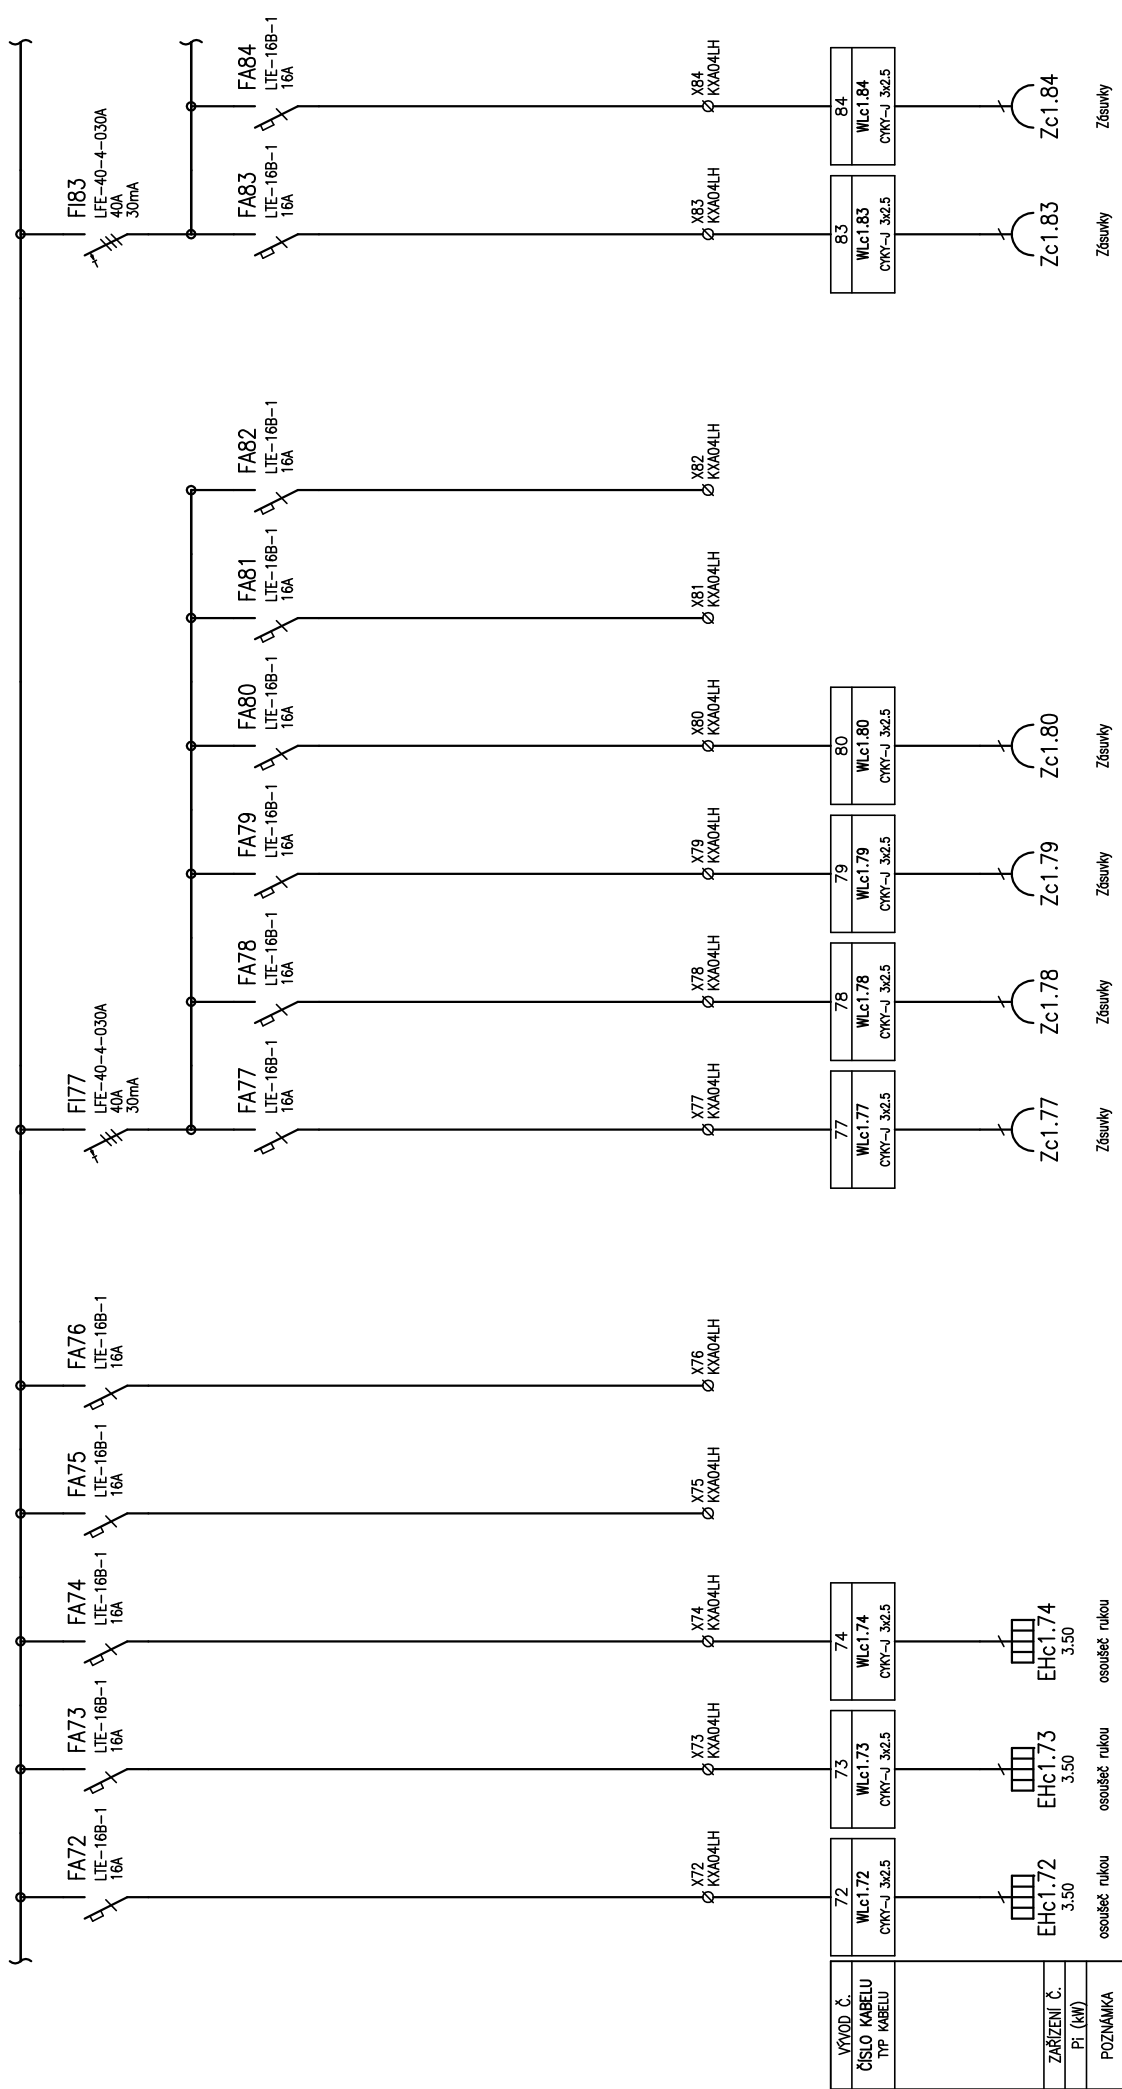 FA72
LTE-16B-1
16A
FA73
LTE-16B-1
16A
FA74
LTE-16B-1
16A
FA75
LTE-16B-1
16A
FA76
LTE-16B-1
16A
FI77
LFE-40-4-030A
40A
30mA
FI83
LFE-40-4-030A
40A
30mA
FA77
LTE-16B-1
16A
FA78
LTE-16B-1
16A
FA79
LTE-16B-1
16A
FA80
LTE-16B-1
16A
FA81
LTE-16B-1
16A
FA82
LTE-16B-1
16A
FA83
LTE-16B-1
16A
FA84
LTE-16B-1
16A
X72
KXA04LH
X73
KXA04LH
X74
KXA04LH
X75
KXA04LH
X76
KXA04LH
X77
KXA04LH
X78
KXA04LH
X79
KXA04LH
X80
KXA04LH
X81
KXA04LH
X82
KXA04LH
X83
KXA04LH
X84
KXA04LH
VÝVOD Č.
ČÍSLO KABELU
TYP KABELU
72
WLc1.72
CYKY-J 3x2.5
73
WLc1.73
CYKY-J 3x2.5
74
WLc1.74
CYKY-J 3x2.5
77
WLc1.77
CYKY-J 3x2.5
78
WLc1.78
CYKY-J 3x2.5
79
WLc1.79
CYKY-J 3x2.5
80
WLc1.80
CYKY-J 3x2.5
83
WLc1.83
CYKY-J 3x2.5
84
WLc1.84
CYKY-J 3x2.5
ZAŘÍZENÍ Č.
Pi (kW)
POZNÁMKA
EHc1.72
3.50
osoušeč rukou
EHc1.73
3.50
osoušeč rukou
EHc1.74
3.50
osoušeč rukou
Zc1.77
Zásuvky
Zc1.78
Zásuvky
Zc1.79
Zásuvky
Zc1.80
Zásuvky
Zc1.83
Zásuvky
Zc1.84
Zásuvky